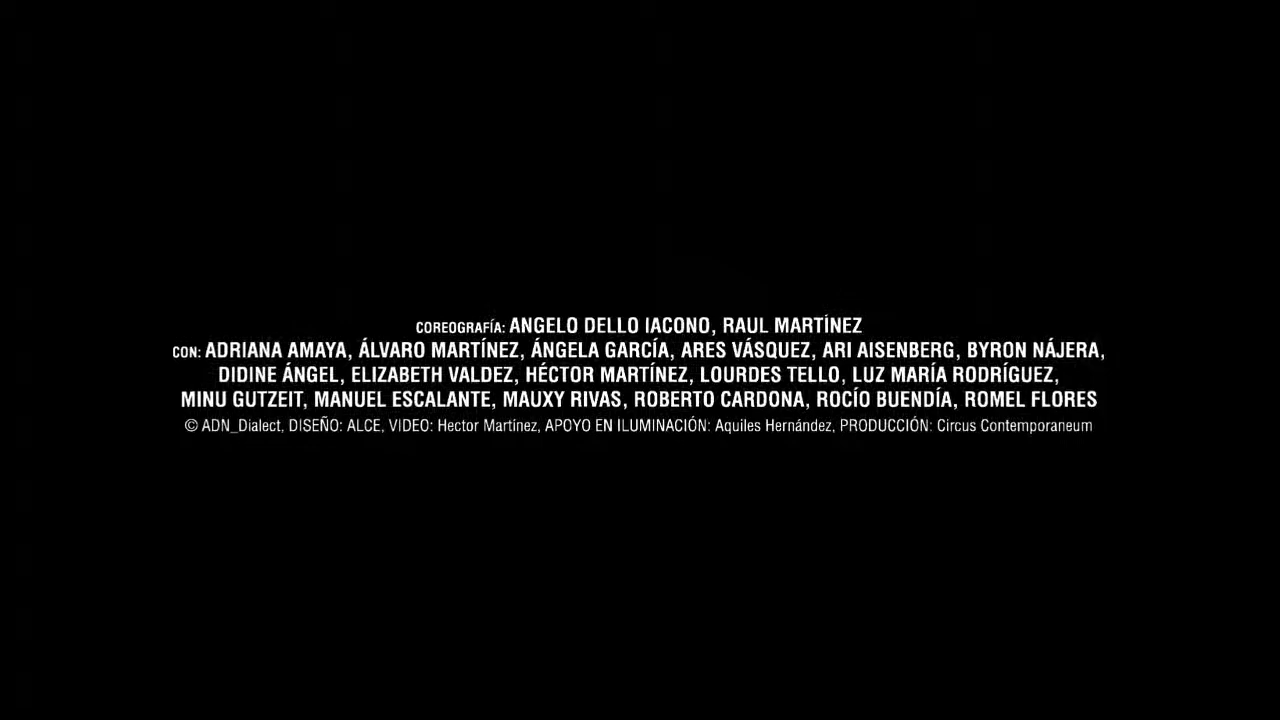 COREOGRAFÍA: ANGELO DELLO IACONO, RAUL MARTÍNEZ
CON: ADRIANA AMAYA, ÁLVARO MARTÍNEZ, ÁNGELA GARCÍA, ARES VÁSQUEZ, ARI AISENBERG, BYRON NÁJERA,
DIDINE ÁNGEL, ELIZABETH VALDEZ, HÉCTOR MARTÍNEZ, LOURDES TELLO, LUZ MARÍA RODRÍGUEZ,
MINU GUTZEIT, MANUEL ESCALANTE, MAUXY RIVAS, ROBERTO CARDONA, ROCÍO BUENDÍA, ROMEL FLORES
© ADN_Dialect, DISEÑO: ALCE, VIDEO: Hector Martínez, APOYO EN ILUMINACIÓN: Aquiles Hernández, PRODUCCIÓN: Circus Contemporaneum